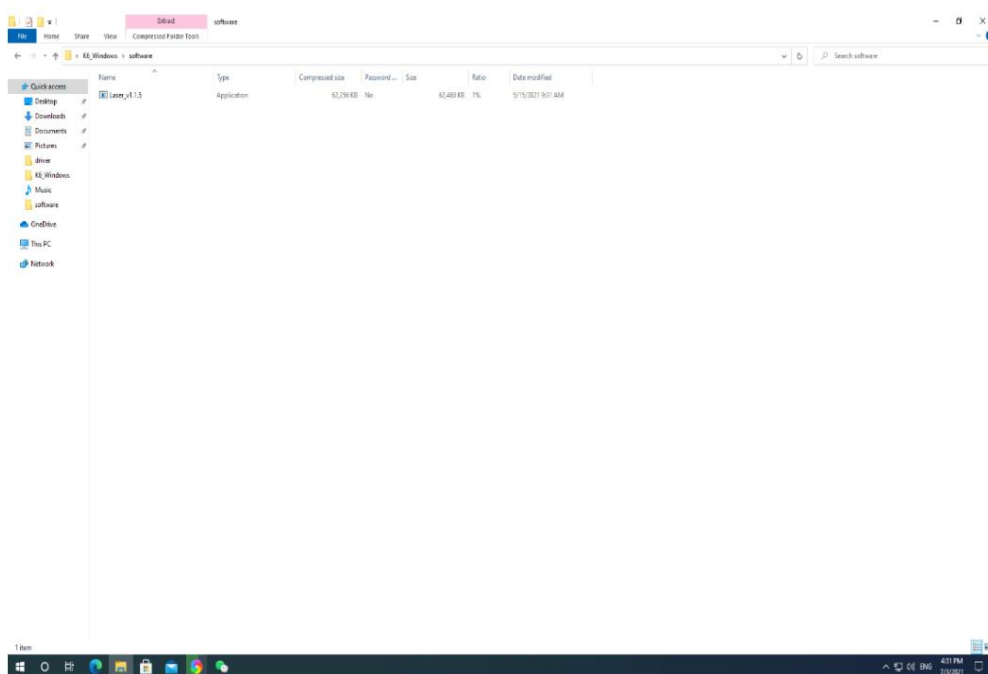 Extract software
File Home Share View Compressed Folder Tools
K6_Windows › software
Search software
Name Type Compressed size Password ... Size Ratio Date modified
Laser_v1.1.5 Application 62,256 KB No 62,460 KB 1% 5/15/2021 9:31 AM
Quick access
Desktop
Downloads
Documents
Pictures
driver
K6_Windows
Music
software
OneDrive
This PC
Network
1 item
ENG 4:31 PM
7/3/2021